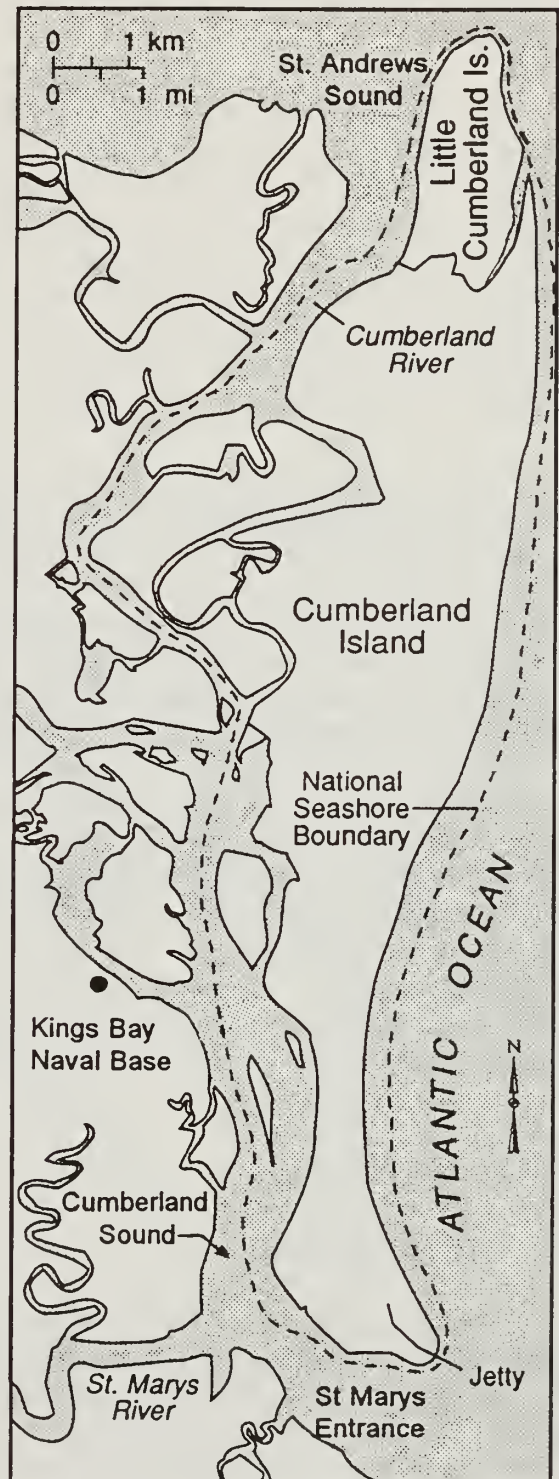 0 1 km
0 1 mi
St. Andrews
Sound
Little
Cumberland Is.
Cumberland
River
Cumberland
Island
National
Seashore
Boundary
ATLANTIC OCEAN
N
Kings Bay
Naval Base
Cumberland
Sound
St. Marys
River
St Marys
Entrance
Jetty